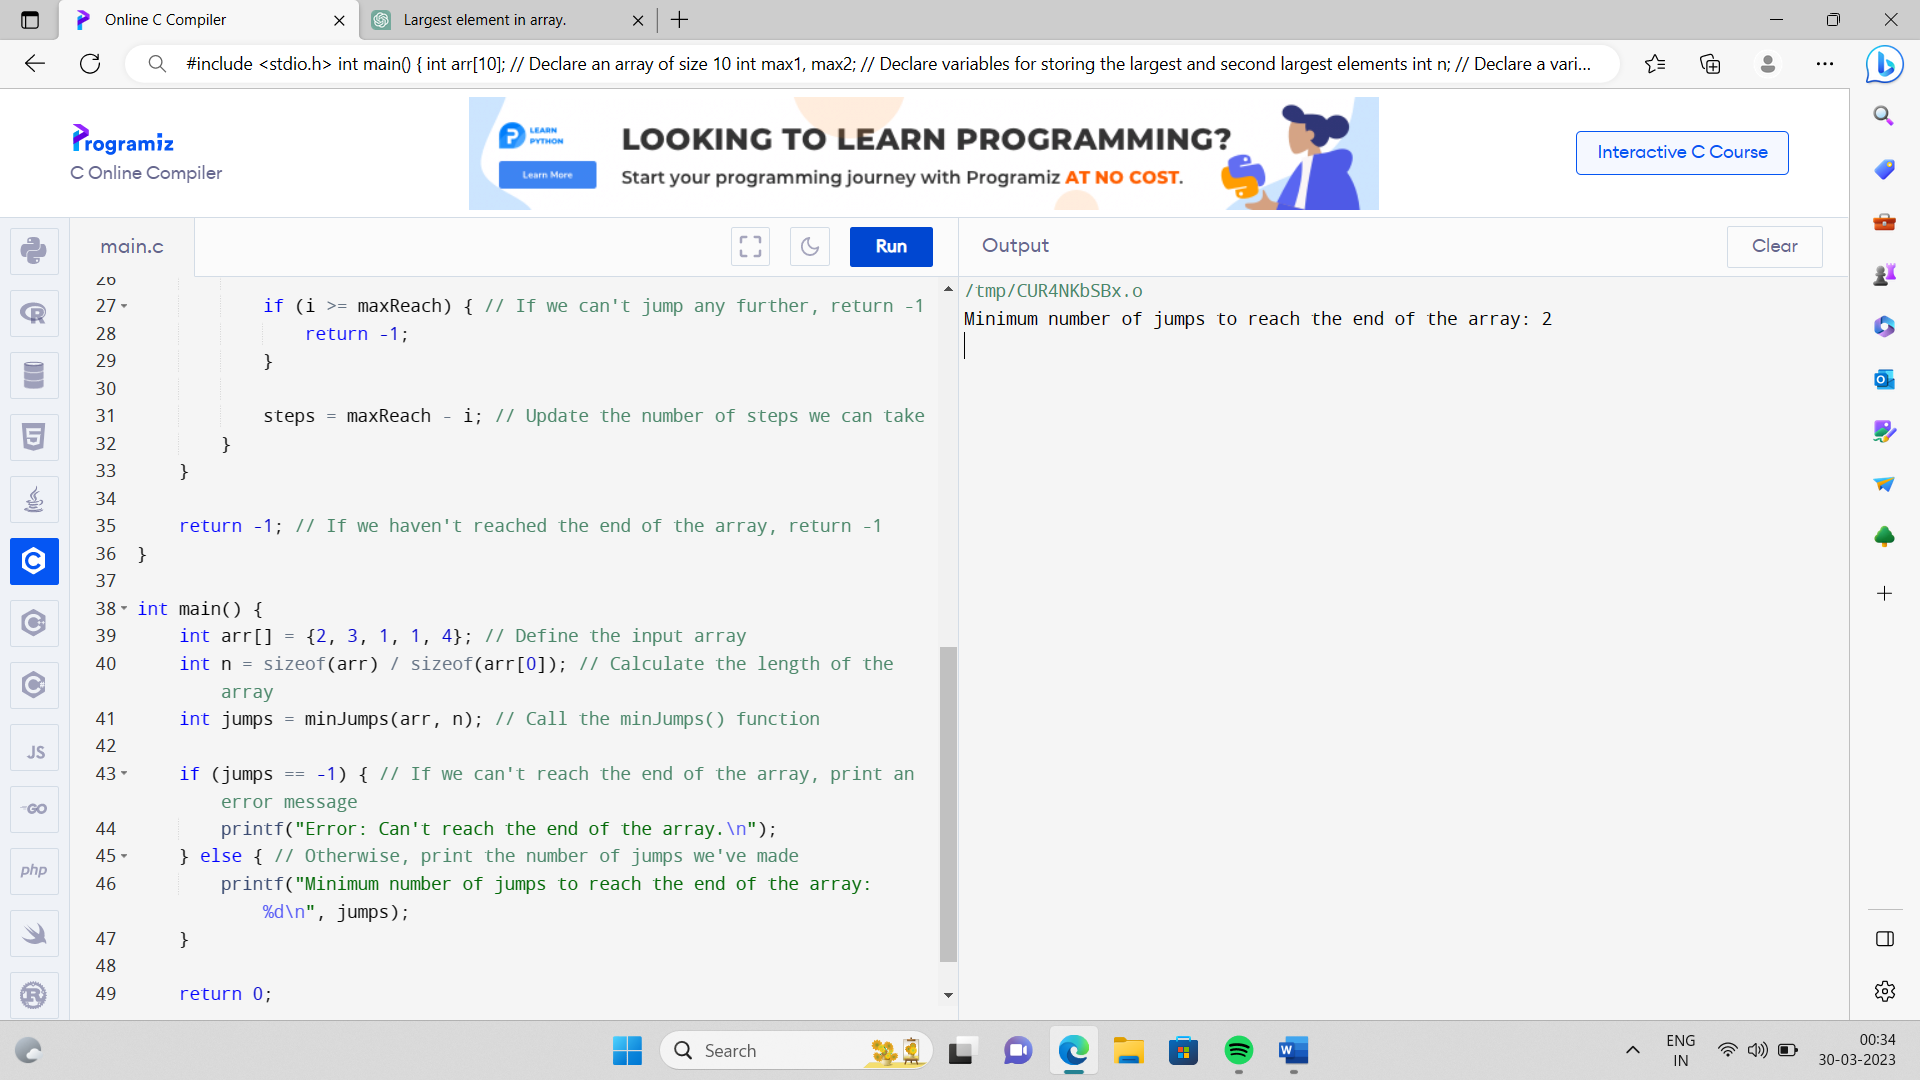 Online C Compiler
Largest element in array.
#include <stdio.h> int main() { int arr[10]; // Declare an array of size 10 int max1, max2; // Declare variables for storing the largest and second largest elements int n; // Declare a vari...
Programiz
C Online Compiler
LEARN PYTHON
Learn More
LOOKING TO LEARN PROGRAMMING?
Start your programming journey with Programiz AT NO COST.
Interactive C Course
main.c
Run
Output
Clear
26
27 if (i >= maxReach) { // If we can't jump any further, return -1
28 return -1;
29 }
30
31 steps = maxReach - i; // Update the number of steps we can take
32 }
33 }
34
35 return -1; // If we haven't reached the end of the array, return -1
36 }
37
38 int main() {
39 int arr[] = {2, 3, 1, 1, 4}; // Define the input array
40 int n = sizeof(arr) / sizeof(arr[0]); // Calculate the length of the
array
41 int jumps = minJumps(arr, n); // Call the minJumps() function
42
43 if (jumps == -1) { // If we can't reach the end of the array, print an
error message
44 printf("Error: Can't reach the end of the array.\n");
45 } else { // Otherwise, print the number of jumps we've made
46 printf("Minimum number of jumps to reach the end of the array:
%d\n", jumps);
47 }
48
49 return 0;
/tmp/CUR4NKbSBx.o
Minimum number of jumps to reach the end of the array: 2
JS
GO
php
Search
ENG
IN
00:34
30-03-2023